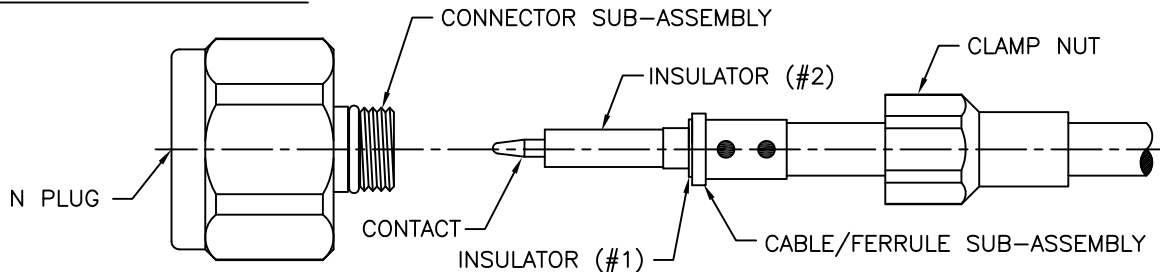 CONNECTOR SUB-ASSEMBLY
CLAMP NUT
INSULATOR (#2)
N PLUG
CONTACT
INSULATOR (#1)
CABLE/FERRULE SUB-ASSEMBLY